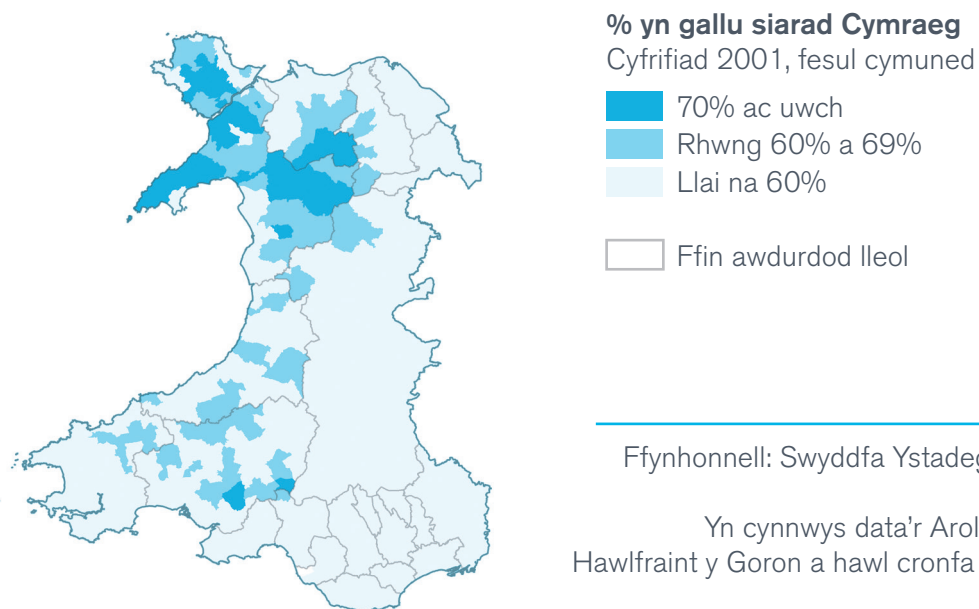 % yn gallu siarad Cymraeg
Cyfrifiad 2001, fesul cymuned
70% ac uwch
Rhwng 60% a 69%
Llai na 60%
Ffin awdurdod lleol
Ffynhonnell: Swyddfa Ystadeg
Yn cynnwys data'r Arol
Hawlfraint y Goron a hawl cronfa